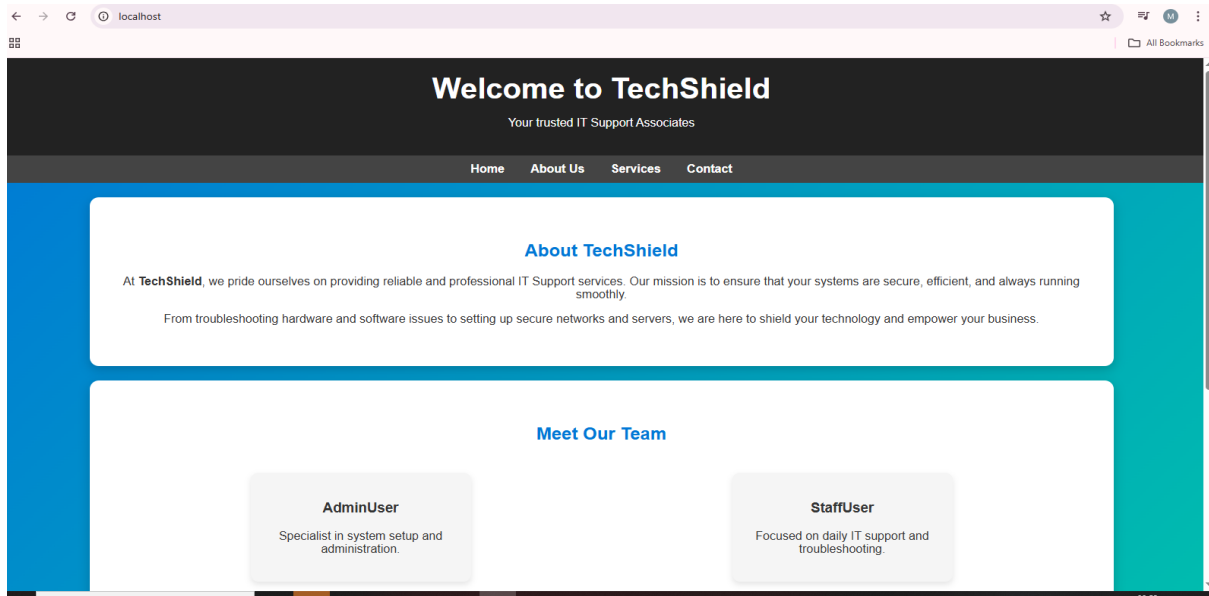 localhost
M
All Bookmarks
Welcome to TechShield
Your trusted IT Support Associates
Home About Us Services Contact
About TechShield
At TechShield, we pride ourselves on providing reliable and professional IT Support services. Our mission is to ensure that your systems are secure, efficient, and always running
smoothly.
From troubleshooting hardware and software issues to setting up secure networks and servers, we are here to shield your technology and empower your business.
Meet Our Team
AdminUser
Specialist in system setup and
administration.
StaffUser
Focused on daily IT support and
troubleshooting.